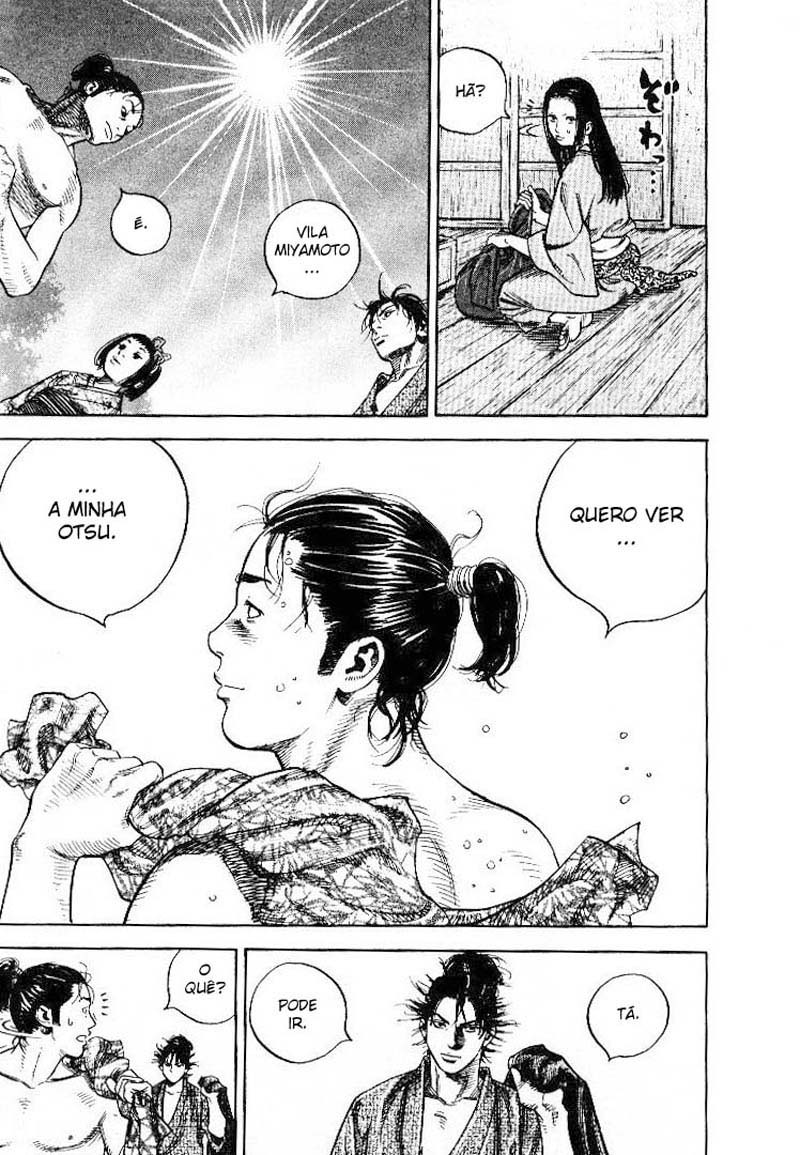 HÃ?
ぞわっ…
VILA
MIYAMOTO
...
É.
QUERO VER
...
...
A MINHA
OTSU.
TÁ.
PODE
IR.
O
QUÊ?